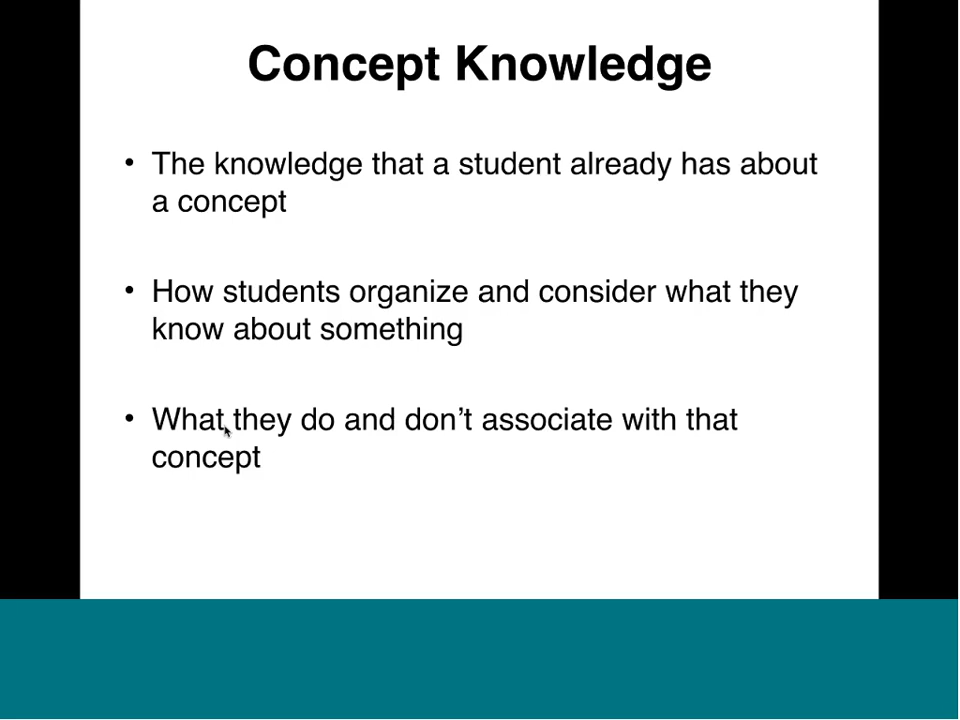 Concept Knowledge
• The knowledge that a student already has about
a concept
• How students organize and consider what they
know about something
• What they do and don’t associate with that
concept